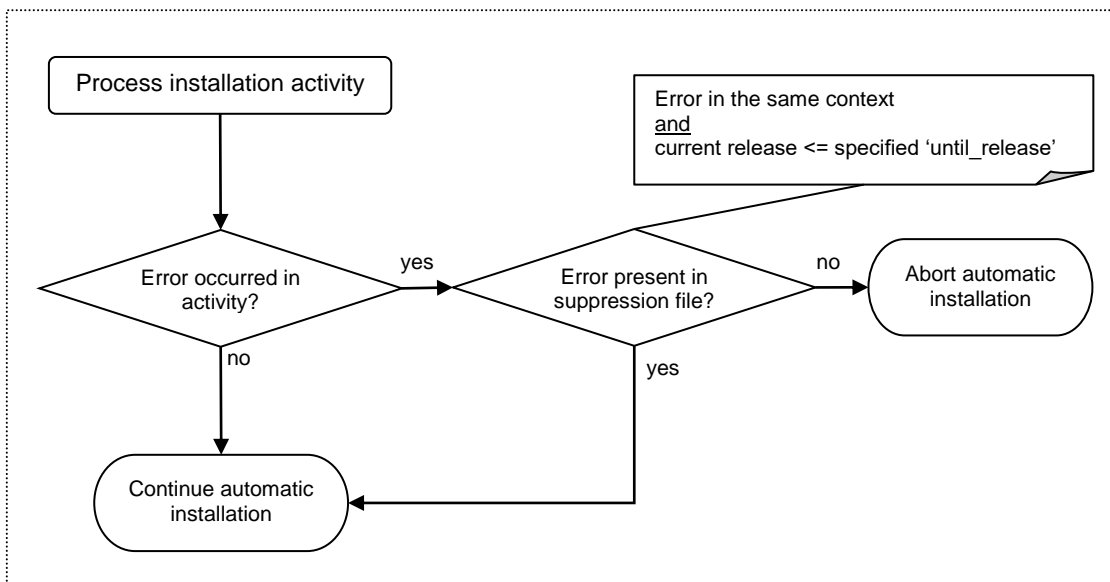 Process installation activity
Error in the same context
and
current release <= specified ‘until_release’
Error occurred in
activity?
yes
Error present in
suppression file?
no
Abort automatic
installation
no
yes
Continue automatic
installation